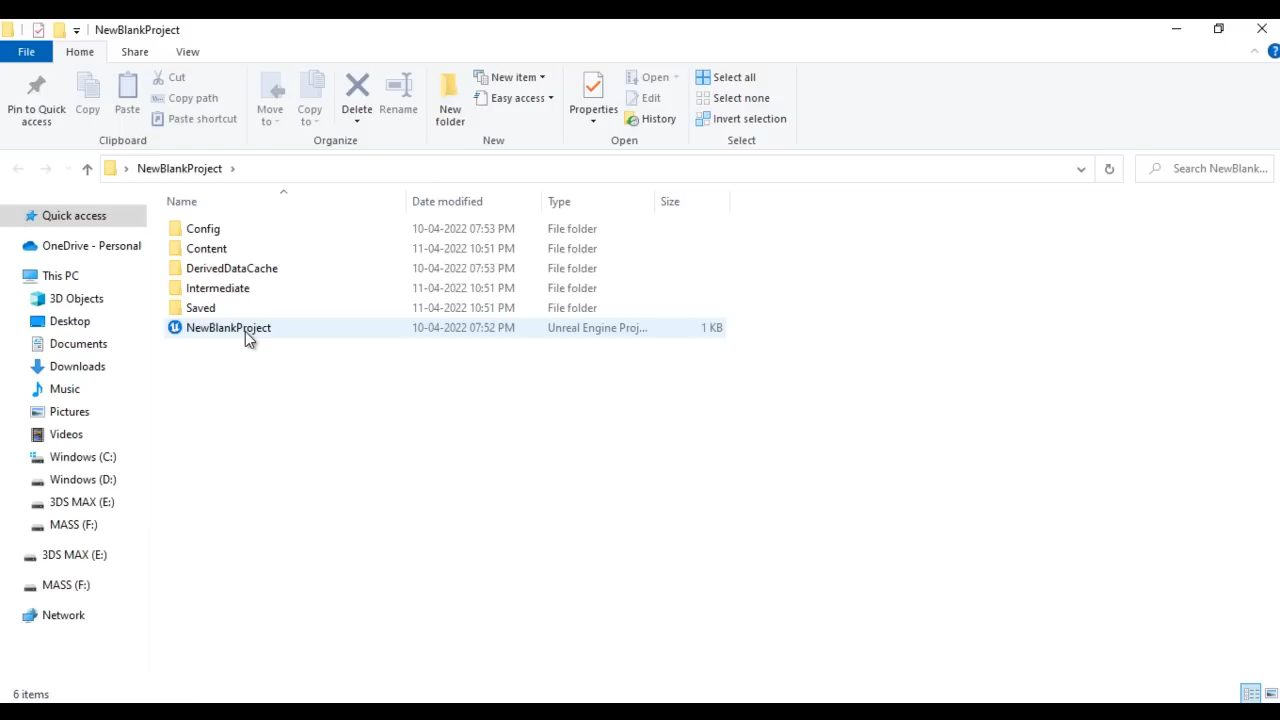 NewBlankProject
File Home Share View
Pin to Quick access
Copy
Paste
Cut
Copy path
Paste shortcut
Clipboard
Move to
Copy to
Delete
Rename
Organize
New folder
New item
Easy access
New
Properties
Open
Edit
History
Open
Select all
Select none
Invert selection
Select
NewBlankProject
Search NewBlank...
Name Date modified Type Size
Quick access
OneDrive - Personal
This PC
3D Objects
Desktop
Documents
Downloads
Music
Pictures
Videos
Windows (C:)
Windows (D:)
3DS MAX (E:)
MASS (F:)
3DS MAX (E:)
MASS (F:)
Network
Config 10-04-2022 07:53 PM File folder
Content 11-04-2022 10:51 PM File folder
DerivedDataCache 10-04-2022 07:53 PM File folder
Intermediate 11-04-2022 10:51 PM File folder
Saved 11-04-2022 10:51 PM File folder
NewBlankProject 10-04-2022 07:52 PM Unreal Engine Proj... 1 KB
6 items